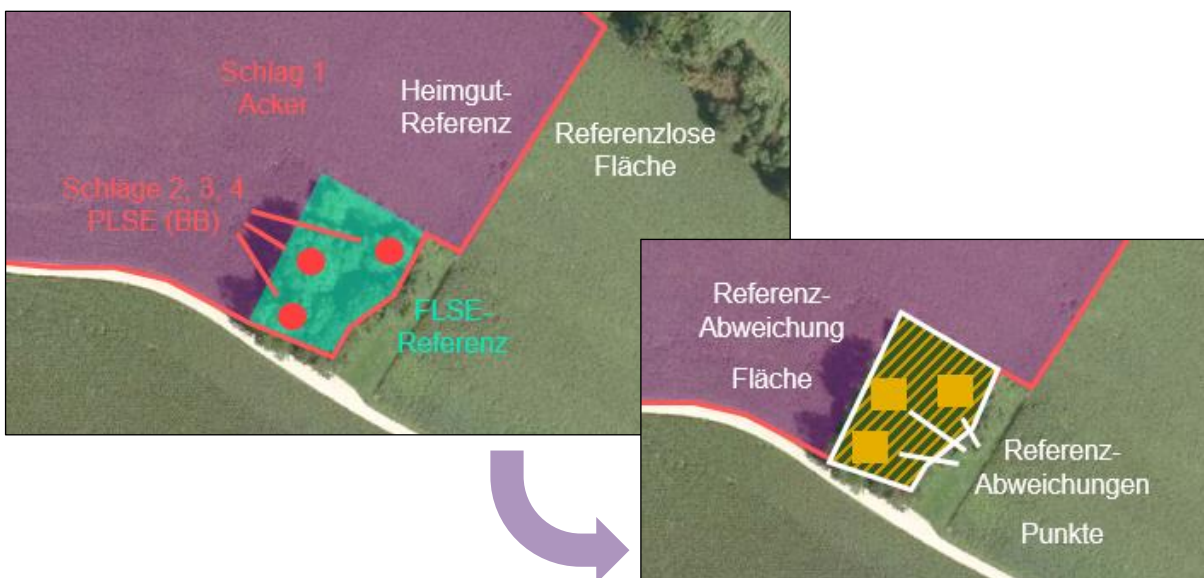 Schlag 1
Acker
Heimgut-
Referenz
Referenzlose
Fläche
Schläge 2, 3, 4
PLSE (BB)
FLSE-
Referenz
Referenz-
Abweichung
Fläche
Referenz-
Abweichungen
Punkte